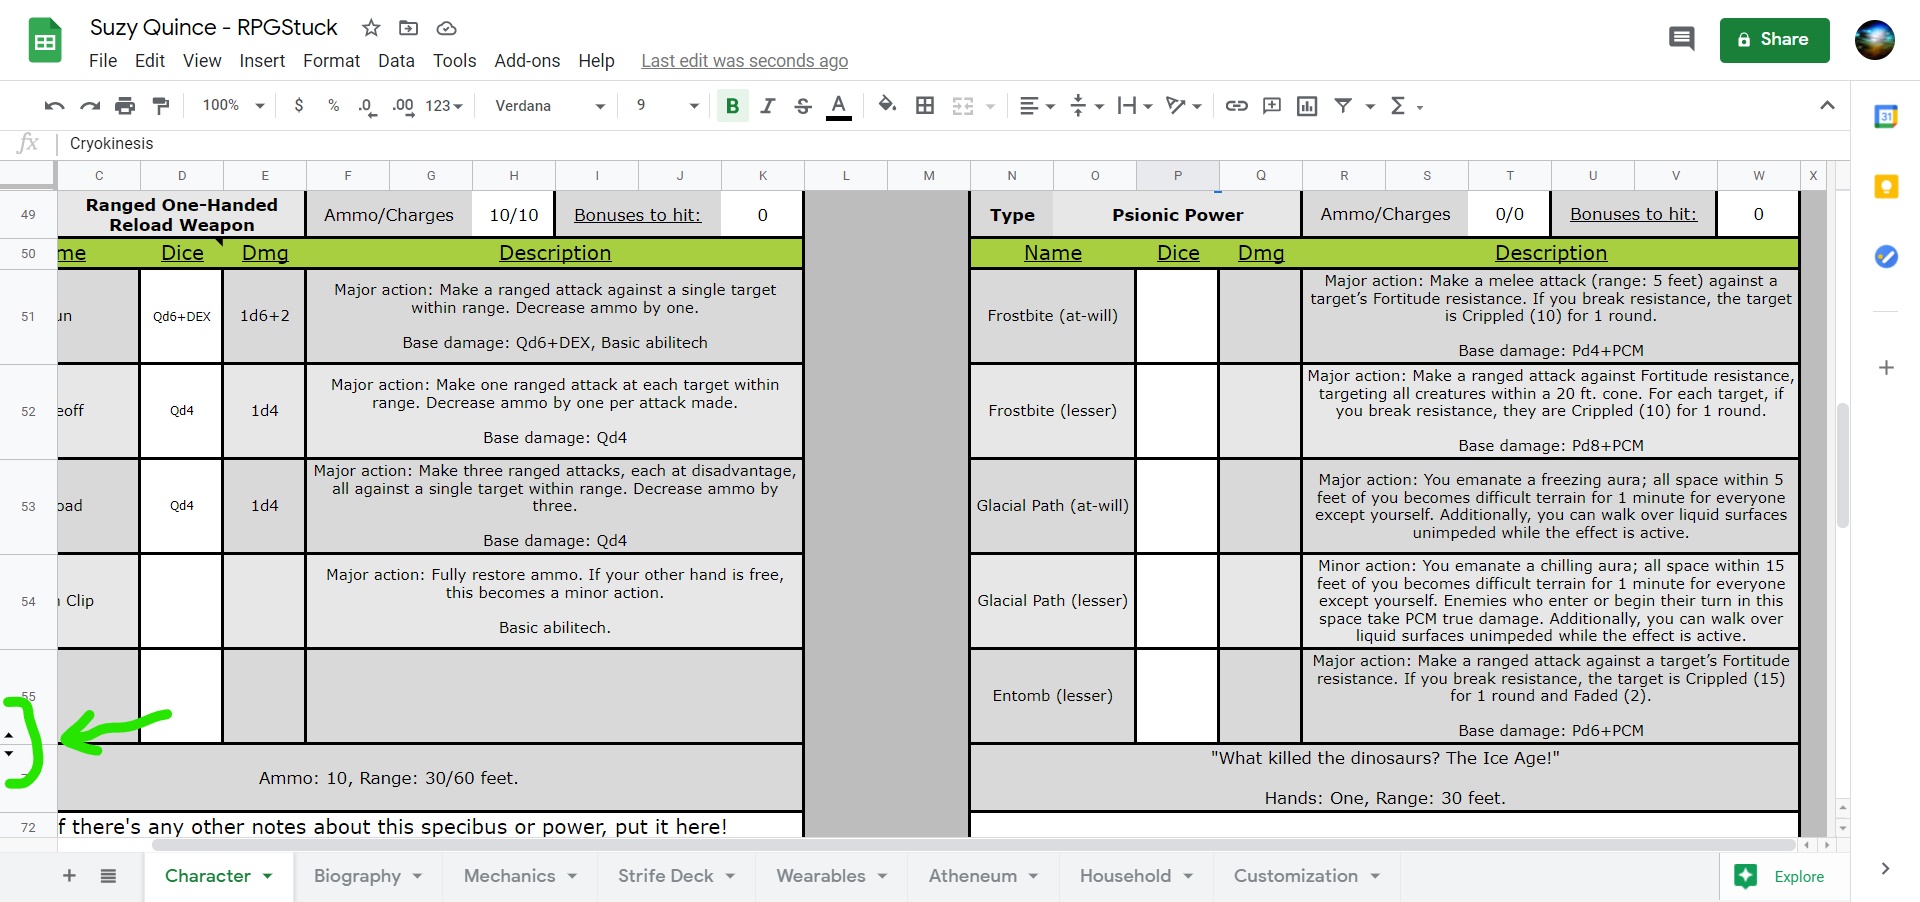 Suzy Quince - RPGStuck
File Edit View Insert Format Data Tools Add-ons Help Last edit was seconds ago
Share
100% $ % .0 .00 123 Verdana 9 B I S A Σ
31
fx Cryokinesis
C D E F G H I J K L M N O P Q R S T U V W X
49
Ranged One-Handed
Reload Weapon
Ammo/Charges 10/10 Bonuses to hit: 0
Type Psionic Power Ammo/Charges 0/0 Bonuses to hit: 0
50 me Dice Dmg Description
Name Dice Dmg Description
51 un Qd6+DEX 1d6+2
Major action: Make a ranged attack against a single target
within range. Decrease ammo by one.
Base damage: Qd6+DEX, Basic abilitech
Frostbite (at-will)
Major action: Make a melee attack (range: 5 feet) against a
target’s Fortitude resistance. If you break resistance, the target
is Crippled (10) for 1 round.
Base damage: Pd4+PCM
52 eoff Qd4 1d4
Major action: Make one ranged attack at each target within
range. Decrease ammo by one per attack made.
Base damage: Qd4
Frostbite (lesser)
Major action: Make a ranged attack against Fortitude resistance,
targeting all creatures within a 20 ft. cone. For each target, if
you break resistance, they are Crippled (10) for 1 round.
Base damage: Pd8+PCM
53 oad Qd4 1d4
Major action: Make three ranged attacks, each at disadvantage,
all against a single target within range. Decrease ammo by
three.
Base damage: Qd4
Glacial Path (at-will)
Major action: You emanate a freezing aura; all space within 5
feet of you becomes difficult terrain for 1 minute for everyone
except yourself. Additionally, you can walk over liquid surfaces
unimpeded while the effect is active.
54 Clip
Major action: Fully restore ammo. If your other hand is free,
this becomes a minor action.
Basic abilitech.
Glacial Path (lesser)
Minor action: You emanate a chilling aura; all space within 15
feet of you becomes difficult terrain for 1 minute for everyone
except yourself. Enemies who enter or begin their turn in this
space take PCM true damage. Additionally, you can walk over
liquid surfaces unimpeded while the effect is active.
55
Entomb (lesser)
Major action: Make a ranged attack against a target’s Fortitude
resistance. If you break resistance, the target is Crippled (15)
for 1 round and Faded (2).
Base damage: Pd6+PCM
Ammo: 10, Range: 30/60 feet.
"What killed the dinosaurs? The Ice Age!"
Hands: One, Range: 30 feet.
72 f there's any other notes about this specibus or power, put it here!
Character Biography Mechanics Strife Deck Wearables Atheneum Household Customization
Explore